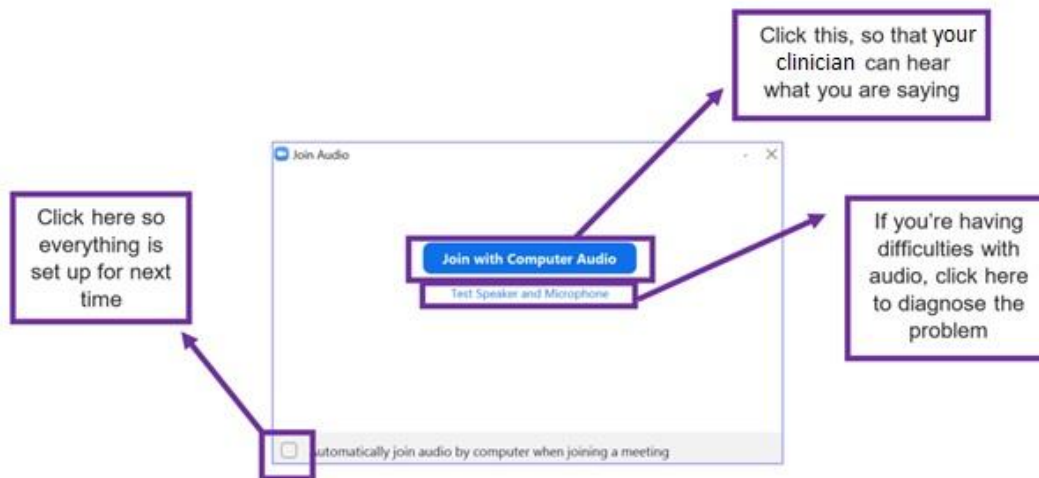 Click this, so that your
clinician can hear
what you are saying
Join Audio
Click here so
everything is
set up for next
time
If you're having
difficulties with
audio, click here
to diagnose the
problem
Join with Computer Audio
Test Speaker and Microphone
Automatically join audio by computer when joining a meeting